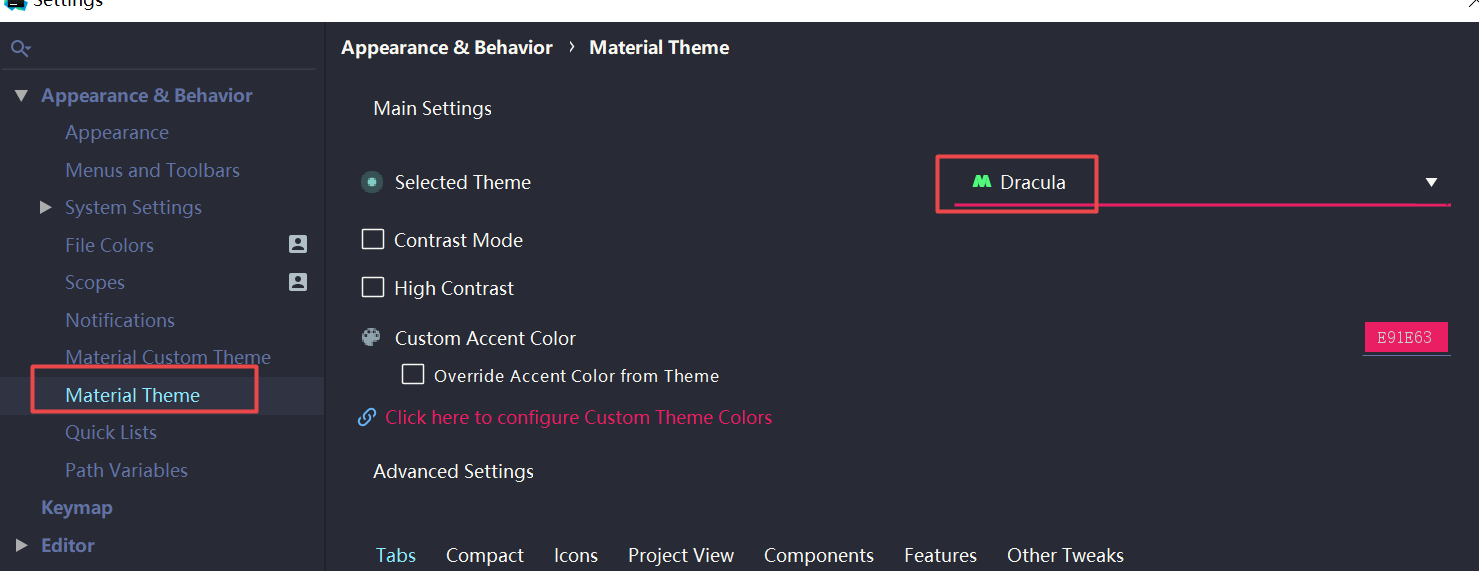 Settings
Appearance & Behavior
Appearance
Menus and Toolbars
System Settings
File Colors
Scopes
Notifications
Material Custom Theme
Material Theme
Quick Lists
Path Variables
Keymap
Editor
Appearance & Behavior › Material Theme
Main Settings
Selected Theme Dracula
Contrast Mode
High Contrast
Custom Accent Color E91E63
Override Accent Color from Theme
Click here to configure Custom Theme Colors
Advanced Settings
Tabs Compact Icons Project View Components Features Other Tweaks